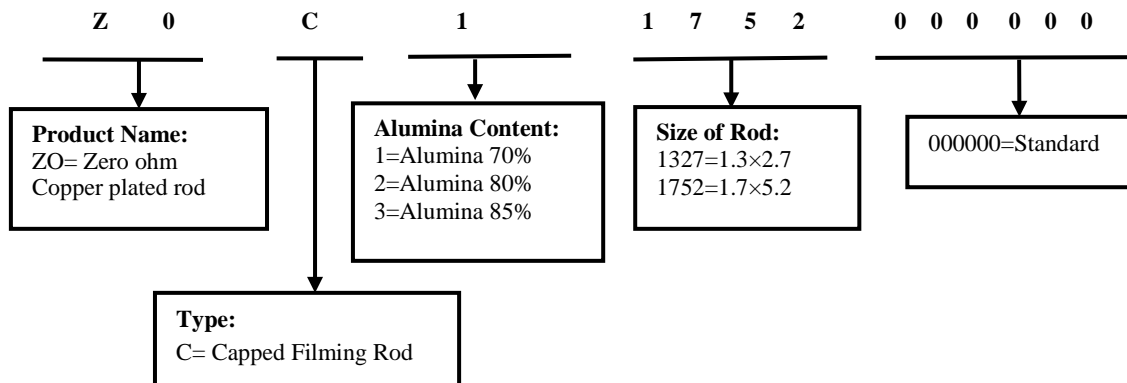 Z 0 C 1 1 7 5 2 0 0 0 0 0 0
Product Name:
ZO= Zero ohm
Copper plated rod
Alumina Content:
1=Alumina 70%
2=Alumina 80%
3=Alumina 85%
Size of Rod:
1327=1.3×2.7
1752=1.7×5.2
000000=Standard
Type:
C= Capped Filming Rod